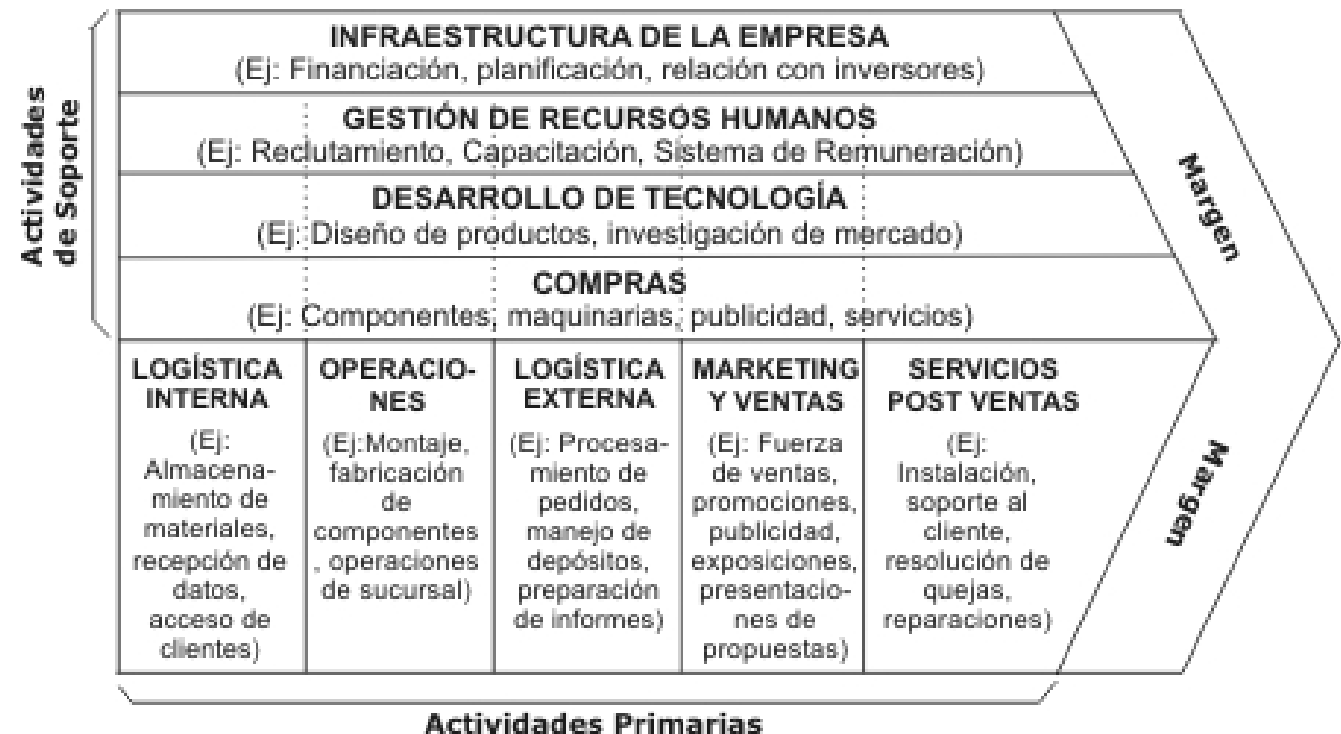 Actividades
de Soporte
INFRAESTRUCTURA DE LA EMPRESA
(Ej: Financiación, planificación, relación con inversores)
GESTIÓN DE RECURSOS HUMANOS
(Ej: Reclutamiento, Capacitación, Sistema de Remuneración)
DESARROLLO DE TECNOLOGÍA
(Ej: Diseño de productos, investigación de mercado)
COMPRAS
(Ej: Componentes, maquinarias, publicidad, servicios)
Margen
LOGÍSTICA
INTERNA
(Ej:
Almacena-
miento de
materiales,
recepción de
datos,
acceso de
clientes)
OPERACIO-
NES
(Ej:Montaje,
fabricación
de
componentes
, operaciones
de sucursal)
LOGÍSTICA
EXTERNA
(Ej: Procesa-
miento de
pedidos,
manejo de
depósitos,
preparación
de informes)
MARKETING
Y VENTAS
(Ej: Fuerza
de ventas,
promociones,
publicidad,
exposiciones,
presentacio-
nes de
propuestas)
SERVICIOS
POST VENTAS
(Ej:
Instalación,
soporte al
cliente,
resolución de
quejas,
reparaciones)
Margen
Actividades Primarias